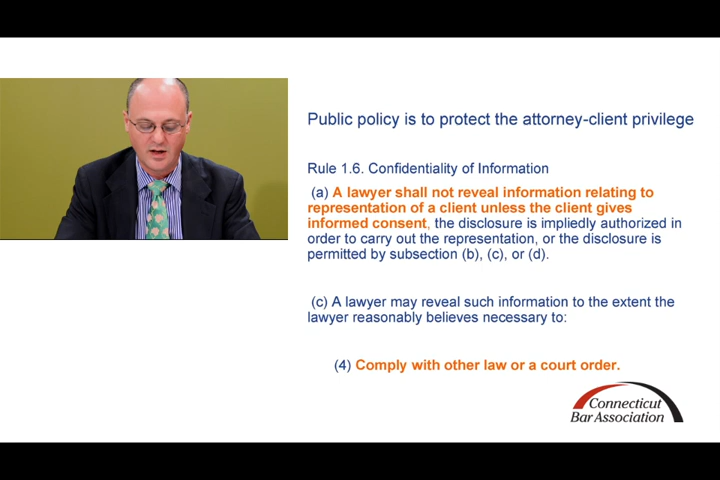 Public policy is to protect the attorney-client privilege
Rule 1.6. Confidentiality of Information
(a) A lawyer shall not reveal information relating to
representation of a client unless the client gives
informed consent, the disclosure is impliedly authorized in
order to carry out the representation, or the disclosure is
permitted by subsection (b), (c), or (d).
(c) A lawyer may reveal such information to the extent the
lawyer reasonably believes necessary to:
(4) Comply with other law or a court order.
Connecticut
Bar Association